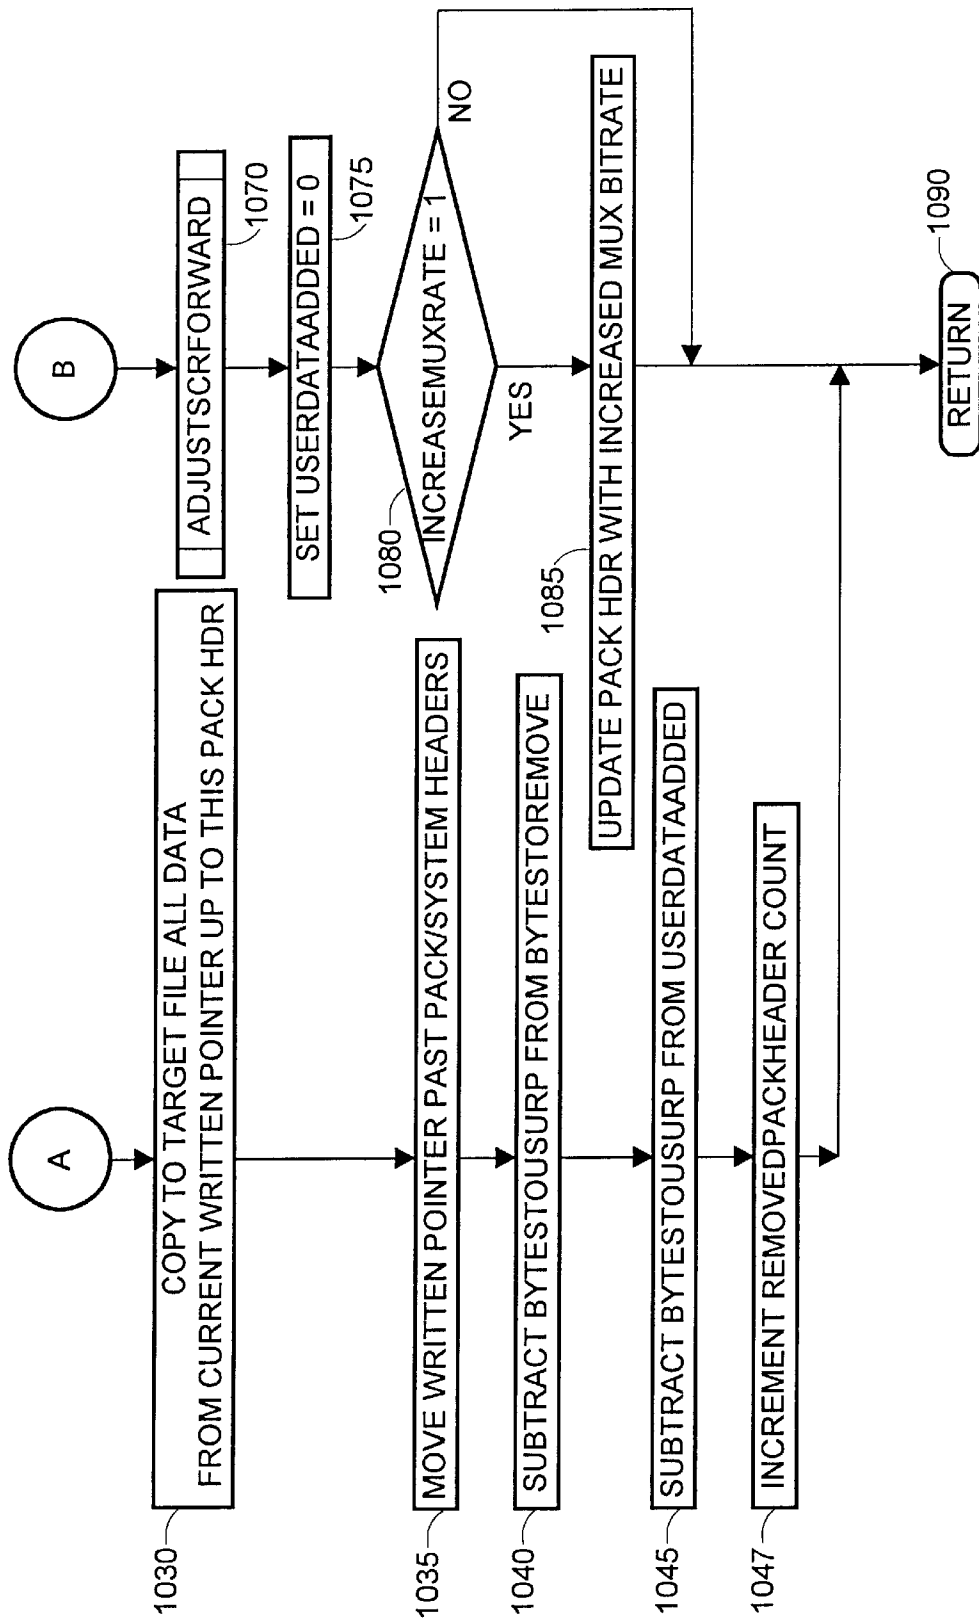 A
1030
COPY TO TARGET FILE ALL DATA
FROM CURRENT WRITTEN POINTER UP TO THIS PACK HDR
1035
MOVE WRITTEN POINTER PAST PACK/SYSTEM HEADERS
1040
SUBTRACT BYTESTOUSURP FROM BYTESTOREMOVE
1045
SUBTRACT BYTESTOUSURP FROM USERDATAADDED
1047
INCREMENT REMOVEDPACKHEADER COUNT
B
ADJUSTSCRFORWARD
1070
SET USERDATAADDED = 0
1075
1080
INCREASEMUXRATE = 1
NO
YES
1085
UPDATE PACK HDR WITH INCREASED MUX BITRATE
RETURN
1090